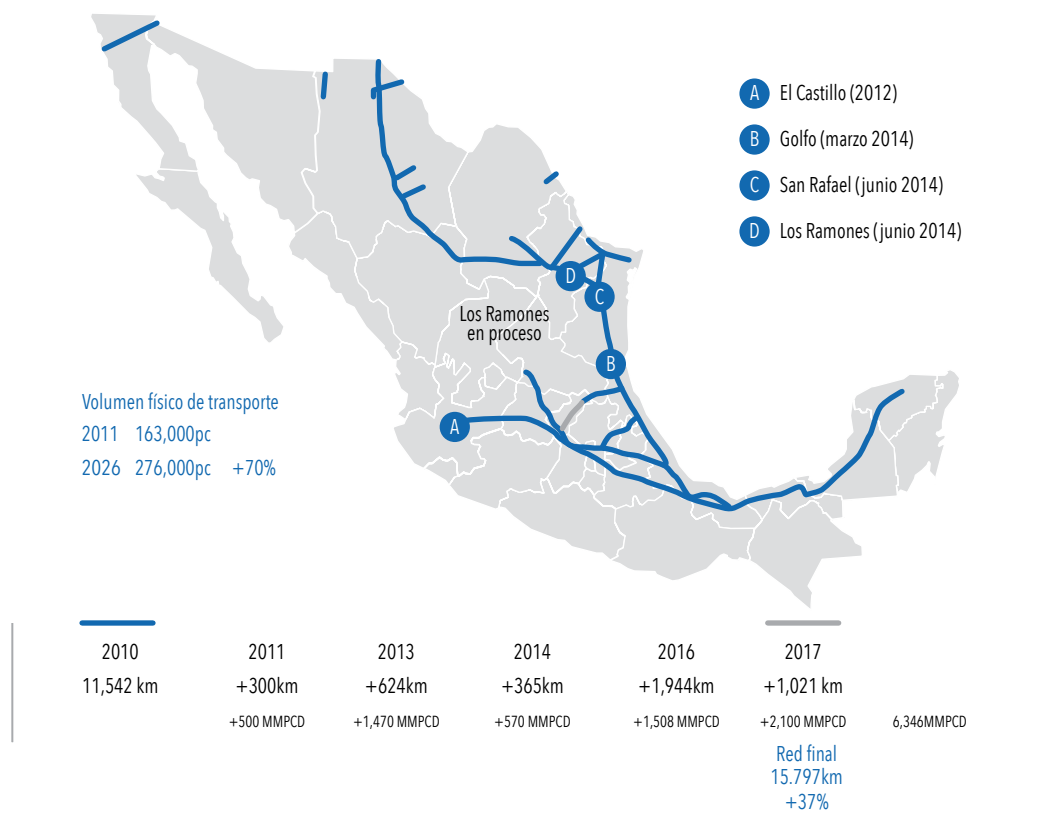 A El Castillo (2012)
B Golfo (marzo 2014)
C San Rafael (junio 2014)
D Los Ramones (junio 2014)
D
C
Los Ramones
en proceso
B
A
Volumen físico de transporte
2011 163,000pc
2026 276,000pc +70%
2010 2011 2013 2014 2016 2017
11,542 km +300km +624km +365km +1,944km +1,021 km
+500 MMPCD +1,470 MMPCD +570 MMPCD +1,508 MMPCD +2,100 MMPCD 6,346MMPCD
Red final
15.797km
+37%